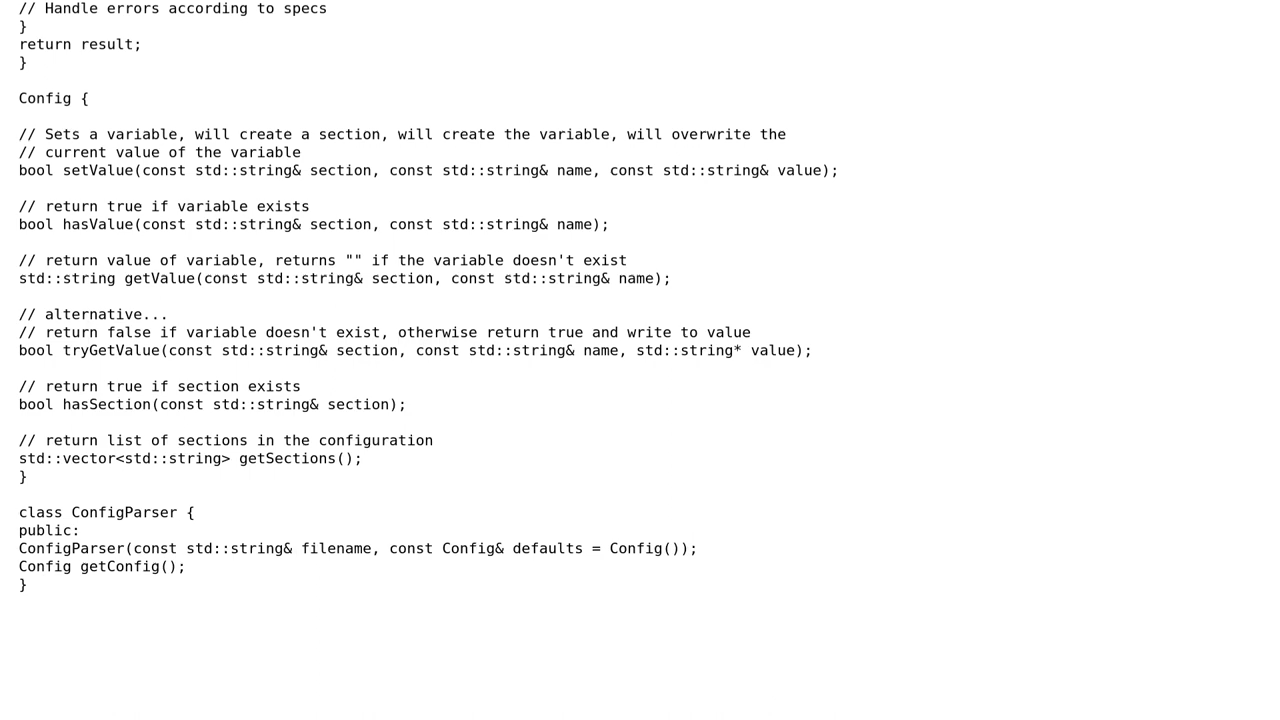 // Handle errors according to specs
}
return result;
}
Config {
// Sets a variable, will create a section, will create the variable, will overwrite the
// current value of the variable
bool setValue(const std::string& section, const std::string& name, const std::string& value);
// return true if variable exists
bool hasValue(const std::string& section, const std::string& name);
// return value of variable, returns "" if the variable doesn't exist
std::string getValue(const std::string& section, const std::string& name);
// alternative...
// return false if variable doesn't exist, otherwise return true and write to value
bool tryGetValue(const std::string& section, const std::string& name, std::string* value);
// return true if section exists
bool hasSection(const std::string& section);
// return list of sections in the configuration
std::vector<std::string> getSections();
}
class ConfigParser {
public:
ConfigParser(const std::string& filename, const Config& defaults = Config());
Config getConfig();
}